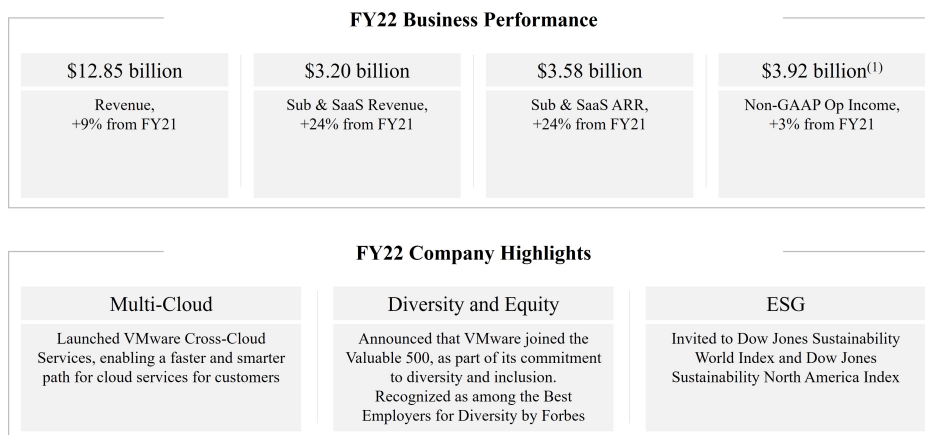 FY22 Business Performance
$12.85 billion
Revenue,
+9% from FY21
$3.20 billion
Sub & SaaS Revenue,
+24% from FY21
$3.58 billion
Sub & SaaS ARR,
+24% from FY21
$3.92 billion(1)
Non-GAAP Op Income,
+3% from FY21
FY22 Company Highlights
Multi-Cloud
Launched VMware Cross-Cloud
Services, enabling a faster and smarter
path for cloud services for customers
Diversity and Equity
Announced that VMware joined the
Valuable 500, as part of its commitment
to diversity and inclusion.
Recognized as among the Best
Employers for Diversity by Forbes
ESG
Invited to Dow Jones Sustainability
World Index and Dow Jones
Sustainability North America Index